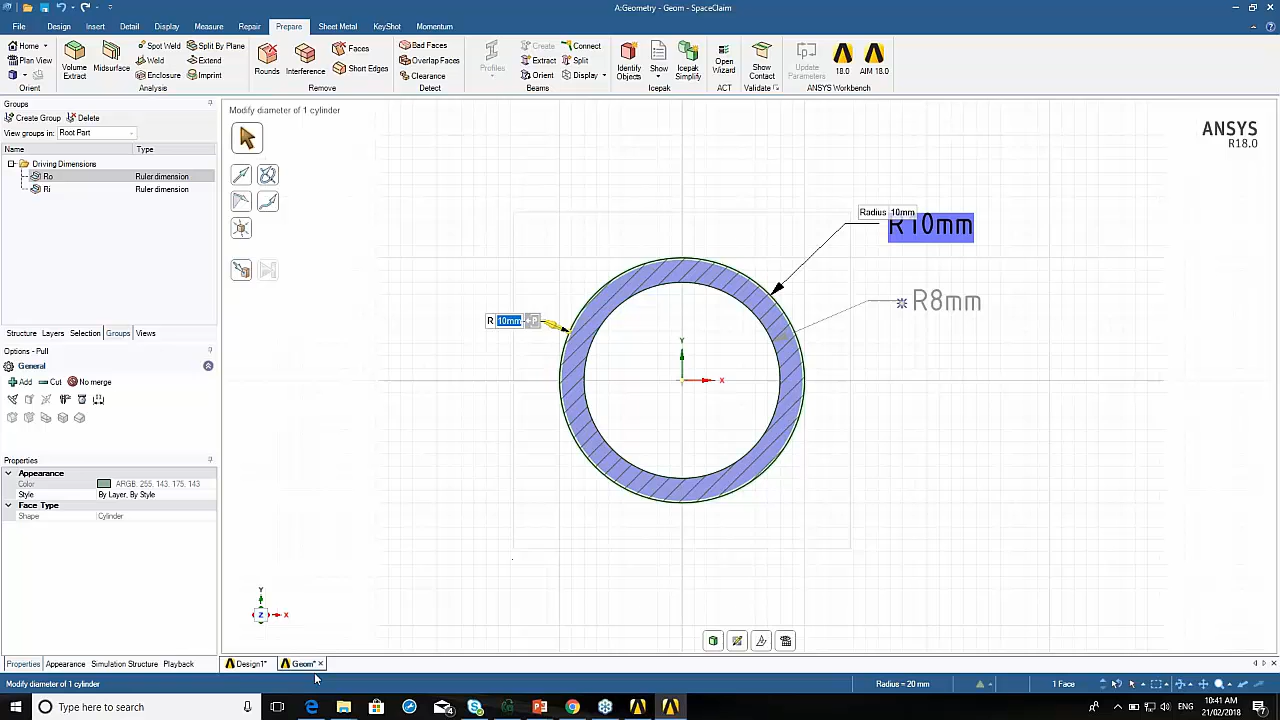 A:Geometry - Geom - SpaceClaim
File Design Insert Detail Display Measure Repair Prepare Sheet Metal KeyShot Momentum
Home
Plan View
Orient
Volume Extract
Midsurface
Spot Weld
Weld
Enclosure
Split By Plane
Extend
Imprint
Analysis
Rounds
Interference
Faces
Short Edges
Remove
Bad Faces
Overlap Faces
Clearance
Detect
Profiles
Create
Extract
Orient
Connect
Split
Display
Beams
Identify Objects
Show
Icepak Simplify
Icepak
Open Wizard
ACT
Show Contact
Validate
Update Parameters
18.0
AIM 18.0
ANSYS Workbench
Groups
Create Group Delete
View groups in: Root Part
Name Type
Driving Dimensions
Ro Ruler dimension
Ri Ruler dimension
Structure Layers Selection Groups Views
Options - Pull
General
Add Cut No merge
Properties
Appearance
Color ARGB: 255, 143, 175, 143
Style By Layer, By Style
Face Type
Shape Cylinder
Properties Appearance Simulation Structure Playback
Modify diameter of 1 cylinder
ANSYS
R18.0
Radius 10mm
R10mm
R8mm
R 10mm
Y
X
Y
Z X
Design1*
Geom*
Modify diameter of 1 cylinder
Radius = 20 mm
1 Face
Type here to search
ENG
10:41 AM
21/02/2018